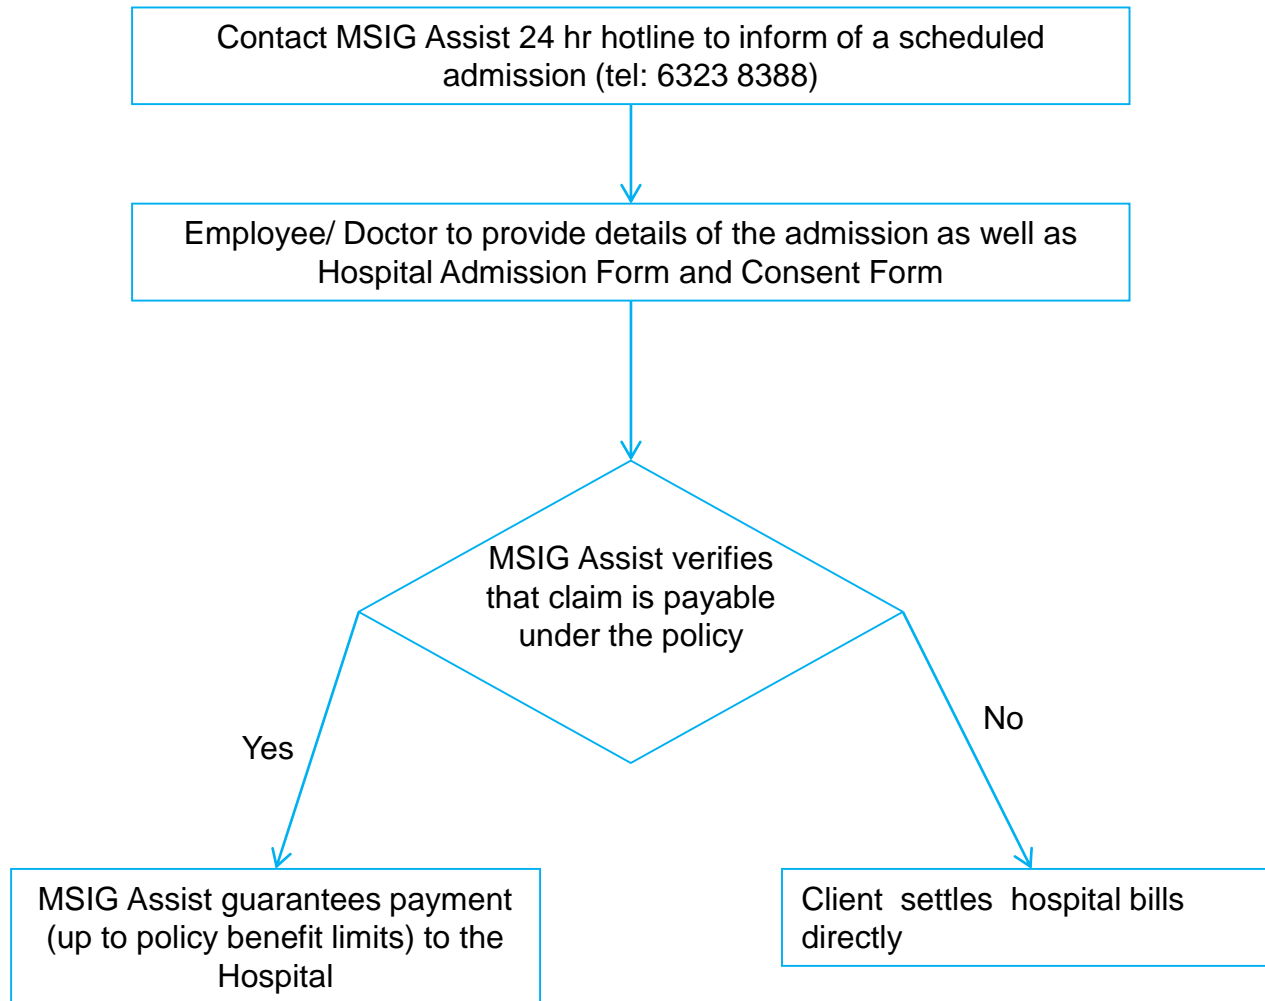 Contact MSIG Assist 24 hr hotline to inform of a scheduled
admission (tel: 6323 8388)
Employee/ Doctor to provide details of the admission as well as
Hospital Admission Form and Consent Form
MSIG Assist verifies
that claim is payable
under the policy
Yes
No
MSIG Assist guarantees payment
(up to policy benefit limits) to the
Hospital
Client settles hospital bills
directly